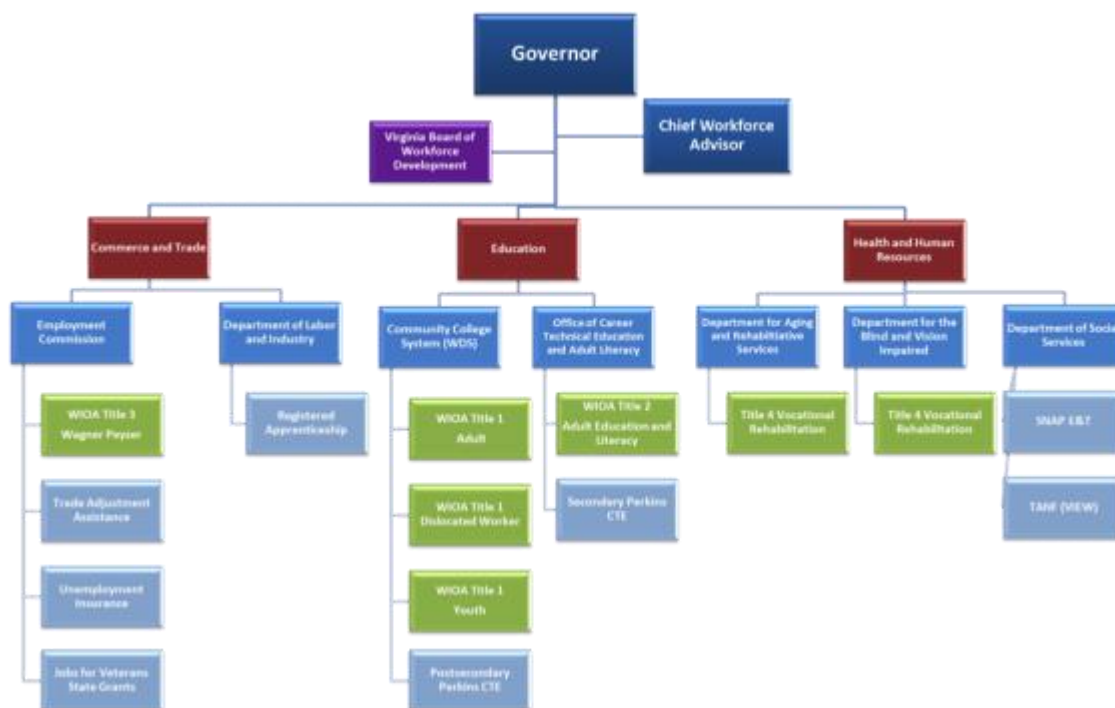 Governor
Chief Workforce
Advisor
Virginia Board of
Workforce
Development
Commerce and Trade
Education
Health and Human
Resources
Employment
Commission
Department of Labor
and Industry
Community College
System (WDS)
Office of Career
Technical Education
and Adult Literacy
Department for Aging
and Rehabilitiative
Services
Department for the
Blind and Vision
Impaired
Department of Social
Services
WIOA Title 3
Wagner Peyser
Trade Adjustment
Assistance
Unemployment
Insurance
Jobs for Veterans
State Grants
Registered
Apprenticeship
WIOA Title 1
Adult
WIOA Title 1
Dislocated Worker
WIOA Title 1
Youth
Postsecondary
Perkins CTE
WIOA Title 2
Adult Education and
Literacy
Secondary Perkins
CTE
Title 4 Vocational
Rehabilitation
Title 4 Vocational
Rehabilitation
SNAP E&T
TANF (VIEW)